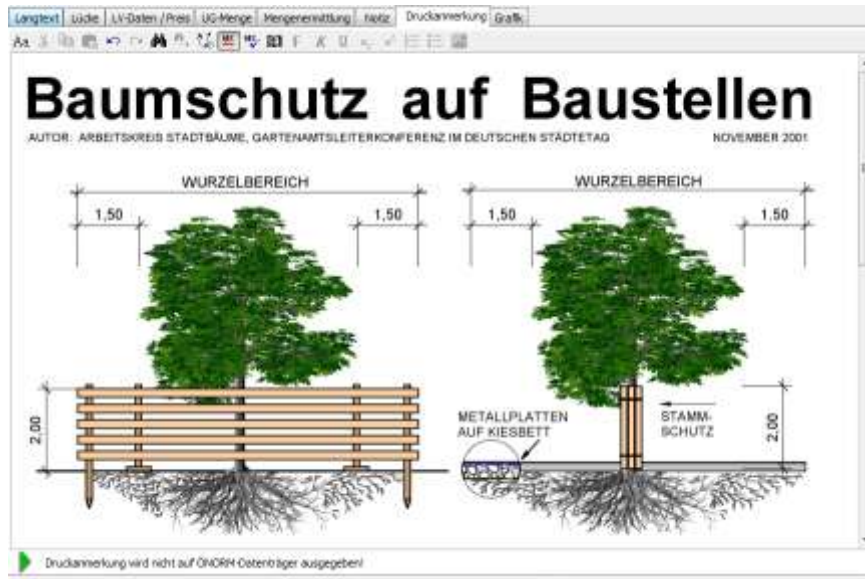 Langtext Lücke LV-Daten / Preis UG-Menge Mengenermittlung Notiz Druckanmerkung Grafik
Baumschutz auf Baustellen
AUTOR: ARBEITSKREIS STADTBÄUME, GARTENAMTSLEITERKONFERENZ IM DEUTSCHEN STÄDTETAG NOVEMBER 2001
WURZELBEREICH WURZELBEREICH
1,50 1,50 1,50 1,50
2,00
METALLPLATTEN
AUF KIESBETT
STAMM-
SCHUTZ
2,00
Druckanmerkung wird nicht auf ÖNORM-Datenträger ausgegeben!